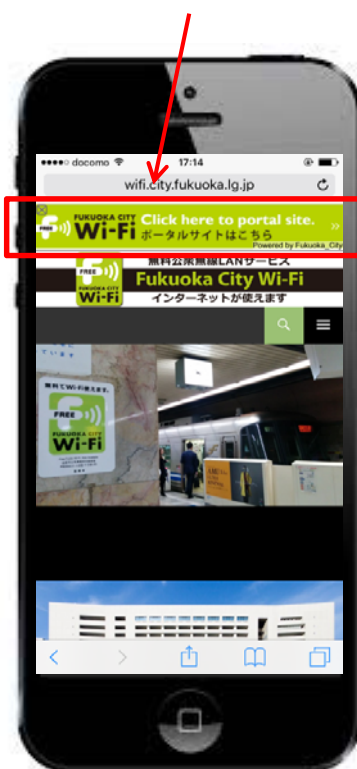 docomo 17:14
wifi.city.fukuoka.lg.jp
FUKUOKA CITY
FREE Wi-Fi
Click here to portal site. »
ポータルサイトはこちら
Powered by Fukuoka_City
無料公衆無線LANサービス
FREE
FUKUOKA CITY
Wi-Fi
Fukuoka City Wi-Fi
インターネットが使えます
無料でWi-Fi使えます。
FREE
FUKUOKA CITY
Wi-Fi